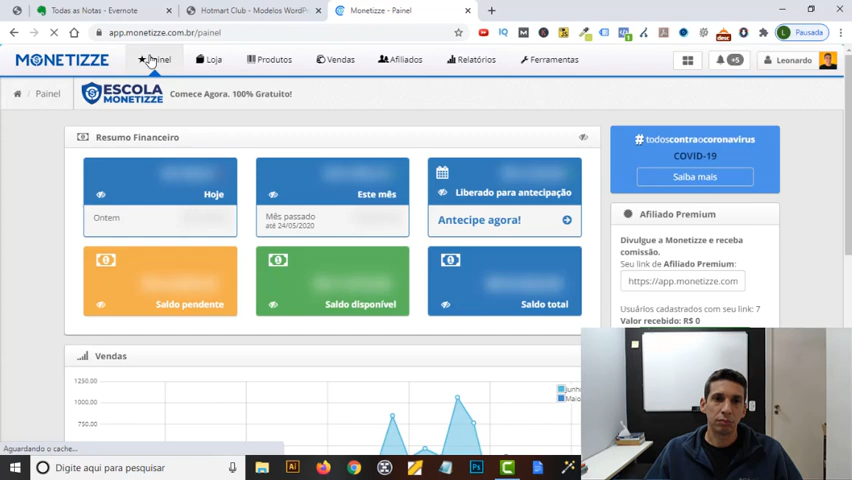 Todas as Notas - Evernote
Hotmart Club - Modelos WordPr
Monetizze - Painel
app.monetizze.com.br/painel
Pausada
MONETIZZE
Painel
Loja
Produtos
Vendas
Afiliados
Relatórios
Ferramentas
+5
Leonardo
Painel
ESCOLA
MONETIZZE
Comece Agora. 100% Gratuito!
Resumo Financeiro
Hoje
Ontem
Este mês
Mês passado
até 24/05/2020
Liberado para antecipação
Antecipe agora!
Saldo pendente
Saldo disponível
Saldo total
#todoscontraocoronavirus
COVID-19
Saiba mais
Afiliado Premium
Divulgue a Monetizze e receba
comissão.
Seu link de Afiliado Premium:
https://app.monetizze.com
Usuários cadastrados com seu link: 7
Valor recebido: R$ 0
Vendas
1250.00
1000.00
750.00
Junh
Maio
Aguardando o cache...
Digite aqui para pesquisar